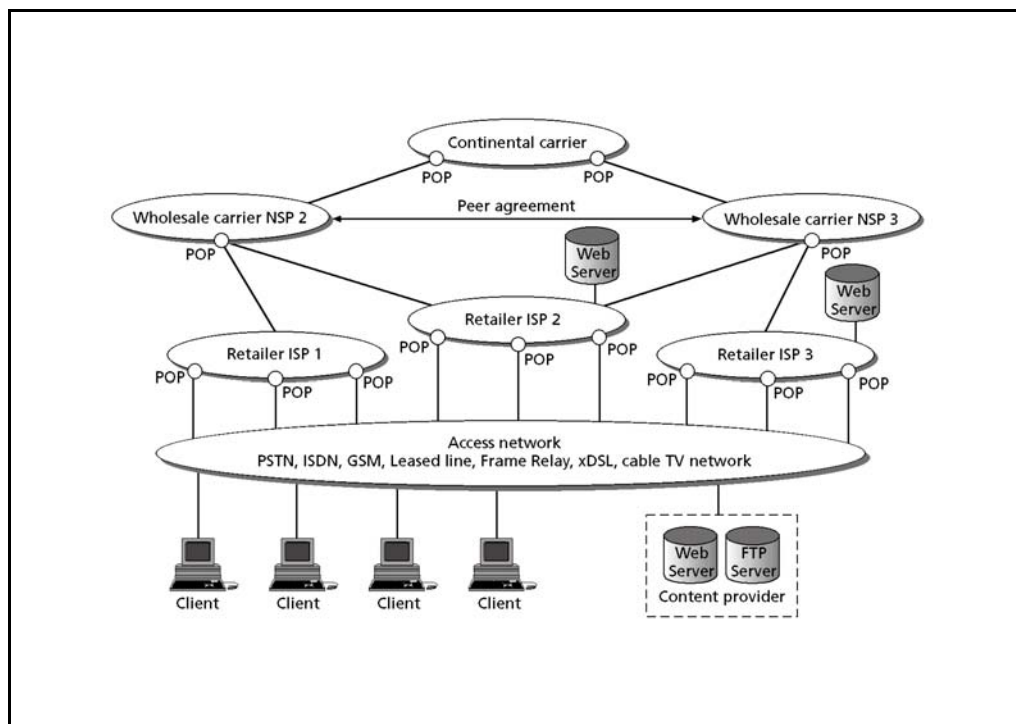 Continental carrier
POP
POP
Wholesale carrier NSP 2
Peer agreement
Wholesale carrier NSP 3
POP
POP
Web
Server
Web
Server
Retailer ISP 2
POP
POP
POP
Retailer ISP 1
POP
POP
POP
Retailer ISP 3
POP
POP
POP
Access network
PSTN, ISDN, GSM, Leased line, Frame Relay, xDSL, cable TV network
Client
Client
Client
Client
Web
Server
FTP
Server
Content provider